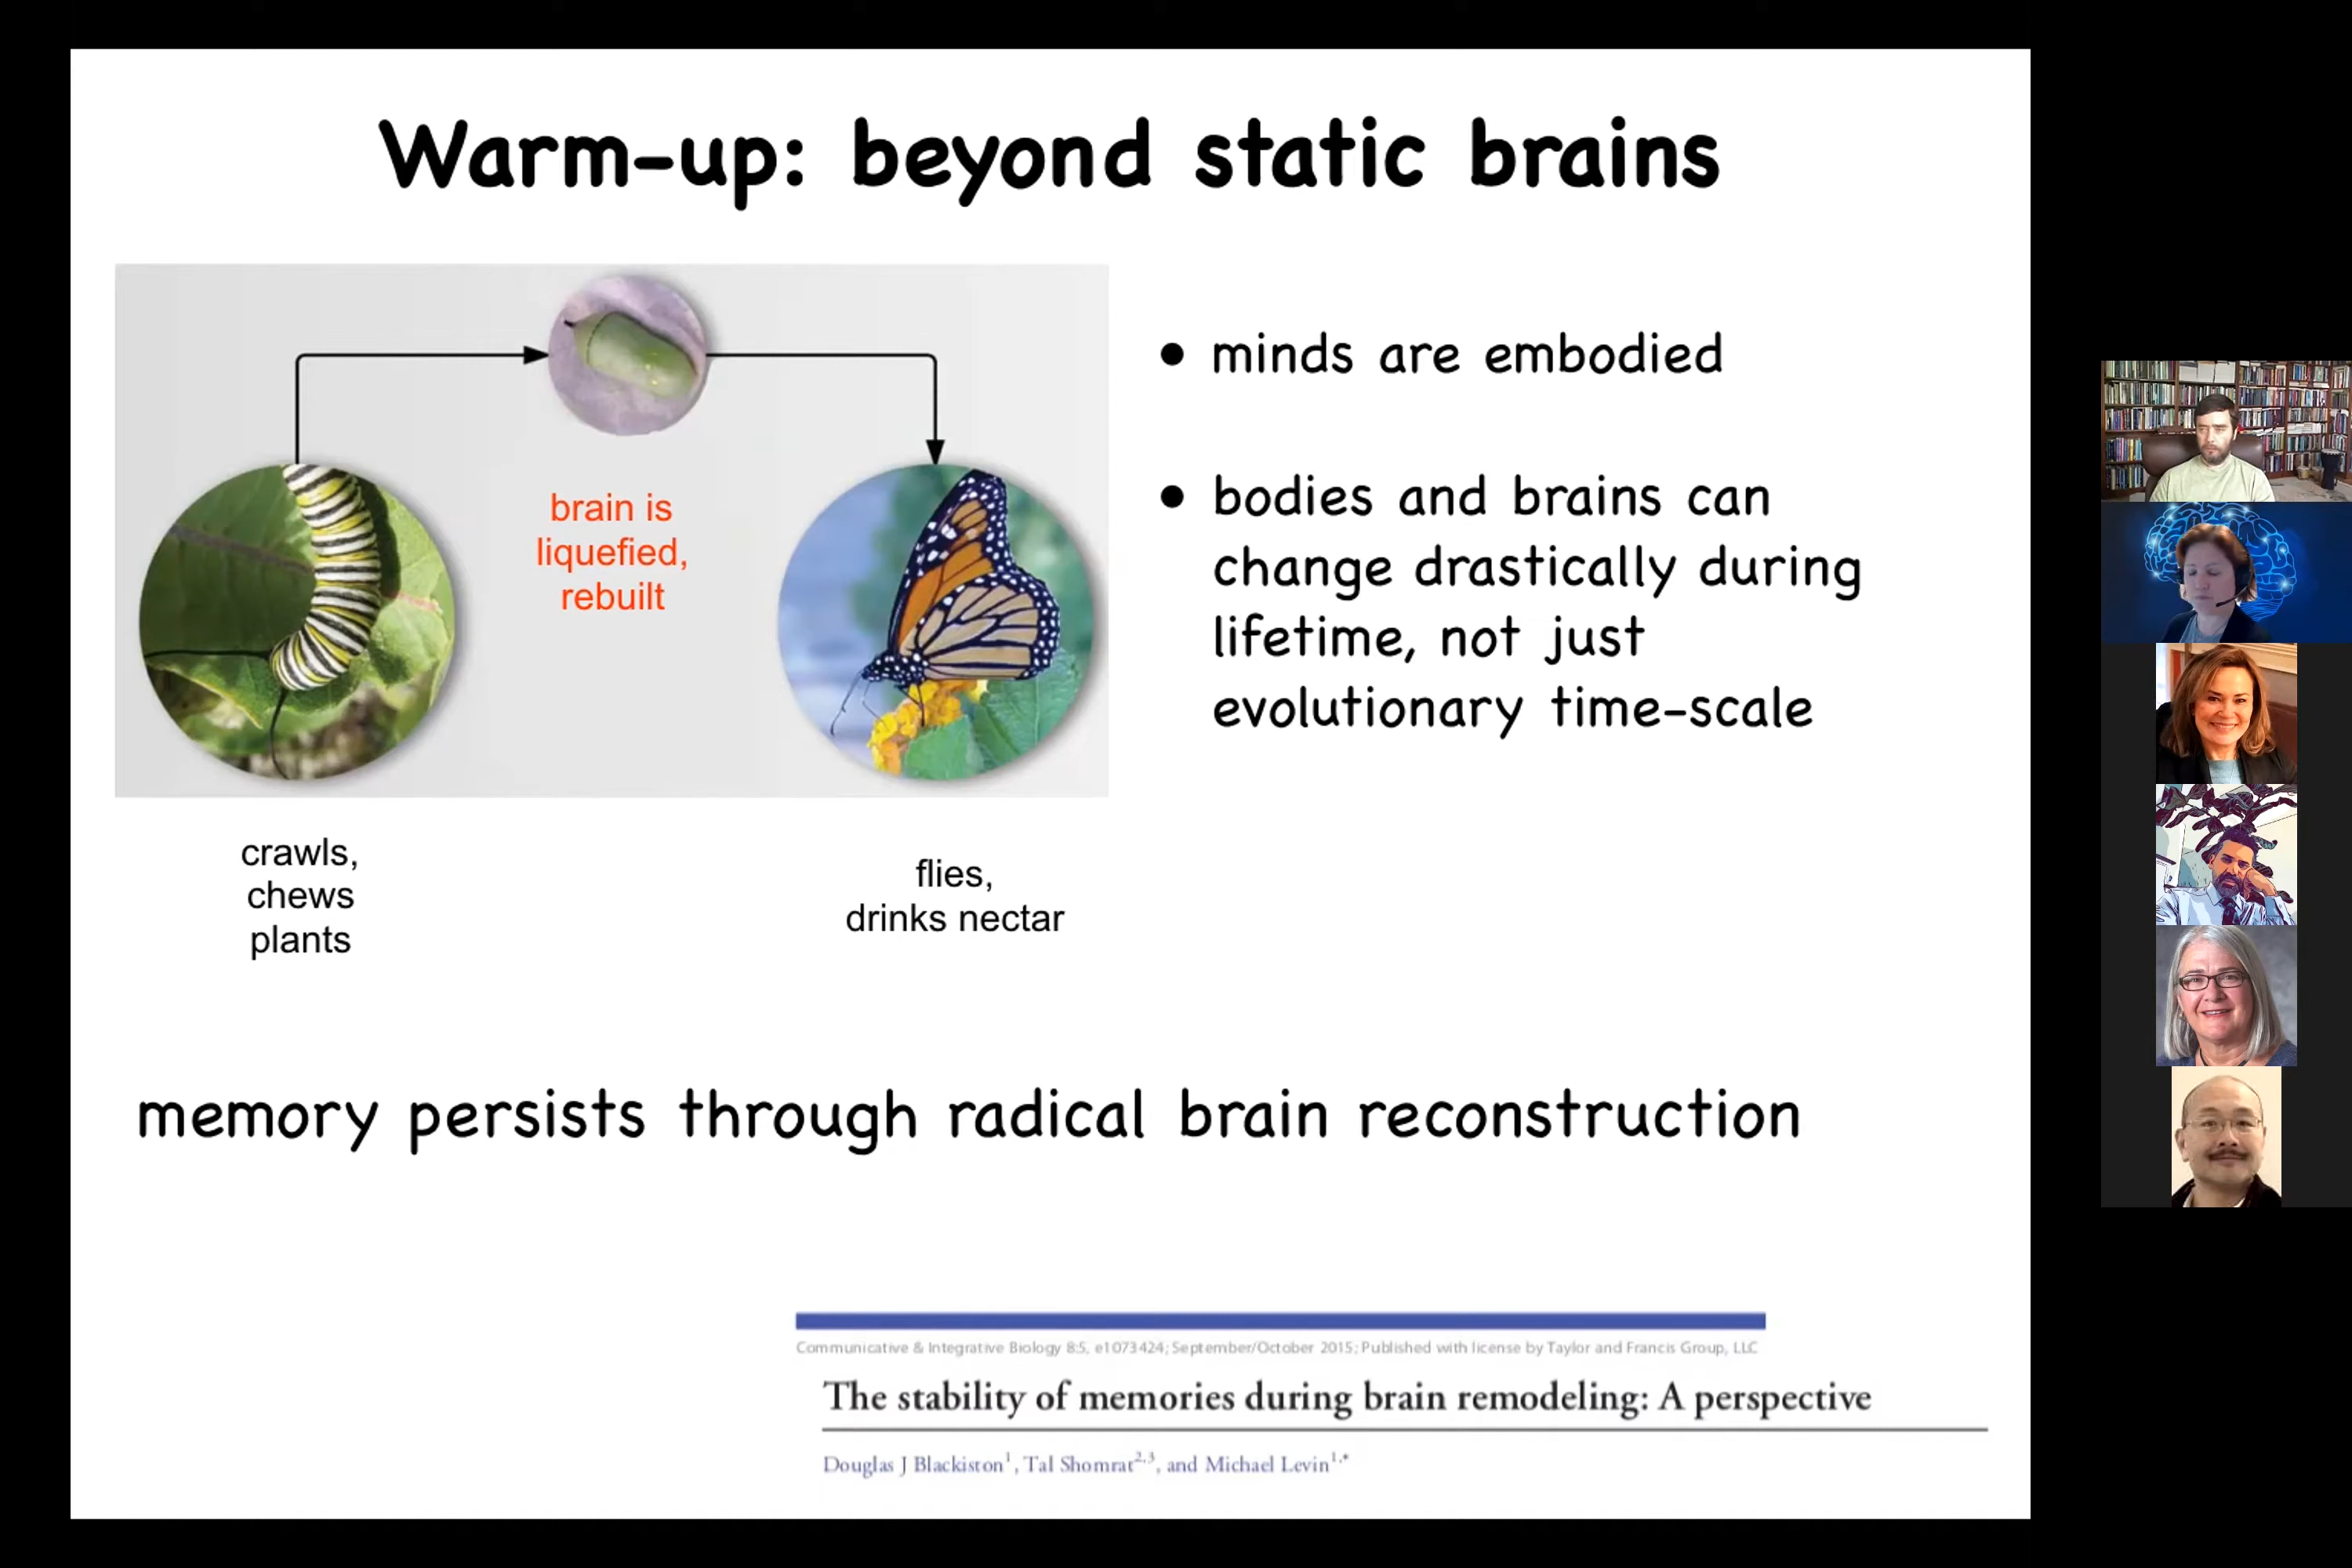 Warm-up: beyond static brains
brain is
liquefied,
rebuilt
crawls,
chews
plants
flies,
drinks nectar
• minds are embodied
• bodies and brains can
change drastically during
lifetime, not just
evolutionary time-scale
memory persists through radical brain reconstruction
Communicative & Integrative Biology 8:5, e1073424; September/October 2015; Published with license by Taylor and Francis Group, LLC
The stability of memories during brain remodeling: A perspective
Douglas J Blackiston¹, Tal Shomrat²,³, and Michael Levin¹,*